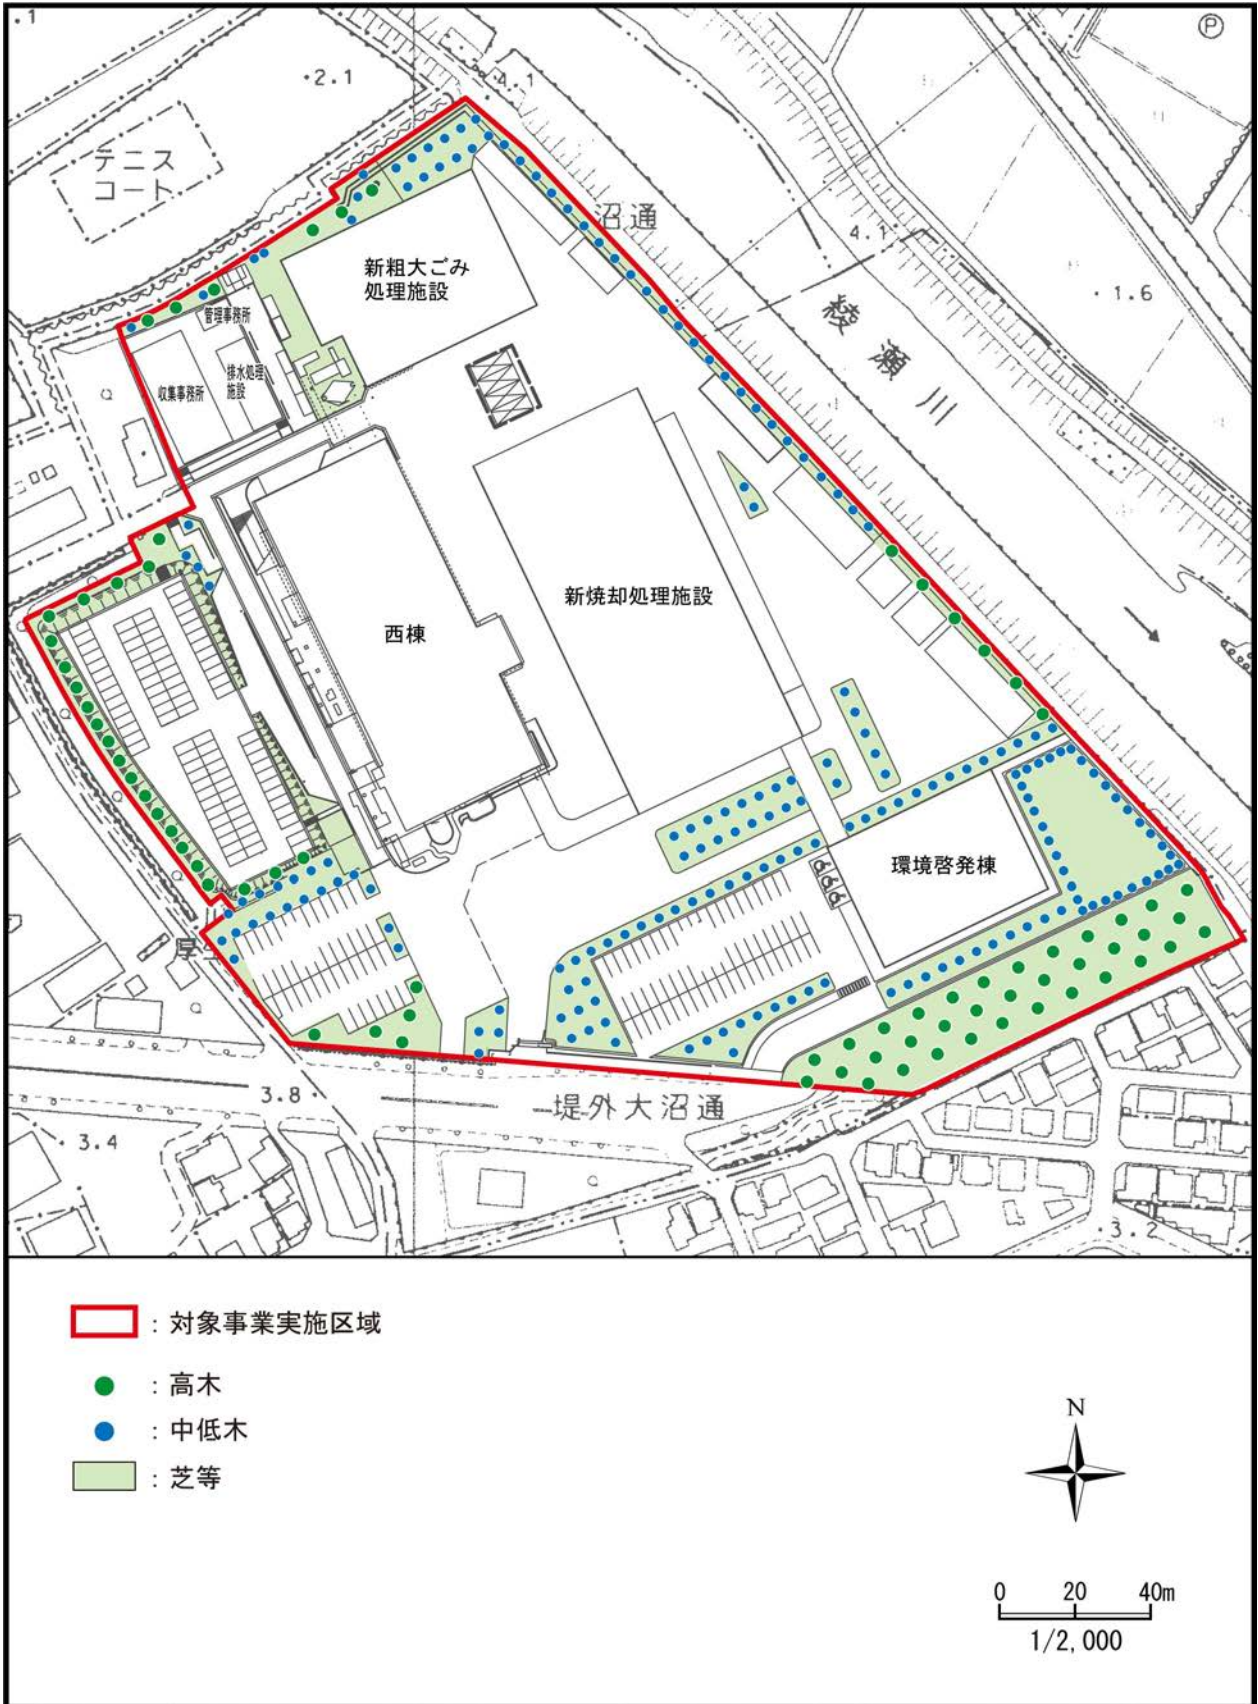 .1
Ⓟ
・2.1
4.1
テニス
コート
沼通
4.1
・1.6
綾瀬川
新粗大ごみ
処理施設
管理事務所
排水処理
施設
収集事務所
新焼却処理施設
西棟
環境啓発棟
厚生
3.8・
堤外大沼通
・3.4
・3.2
：対象事業実施区域
：高木
：中低木
：芝等
N
0 20 40m
1/2,000